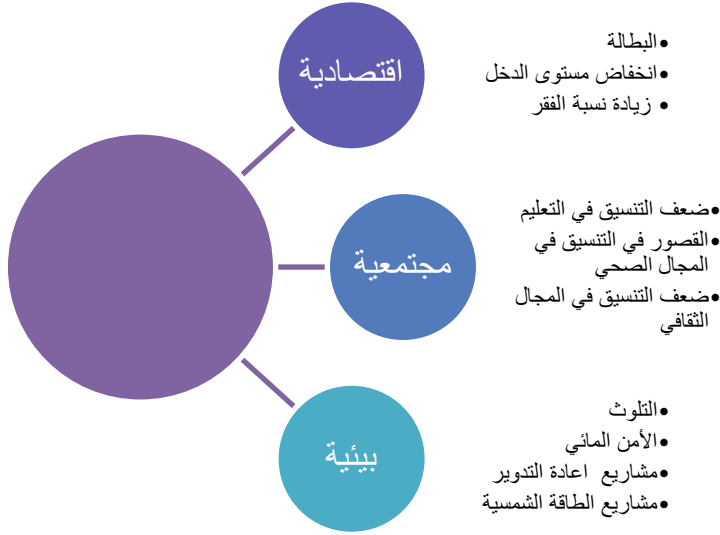 اقتصادية
•البطالة
•انخفاض مستوى الدخل
• زيادة نسبة الفقر
مجتمعية
•ضعف التنسيق في التعليم
•القصور في التنسيق في
المجال الصحي
•ضعف التنسيق في المجال
الثقافي
بيئية
•التلوث
•الأمن المائي
•مشاريع اعادة التدوير
•مشاريع الطاقة الشمسية